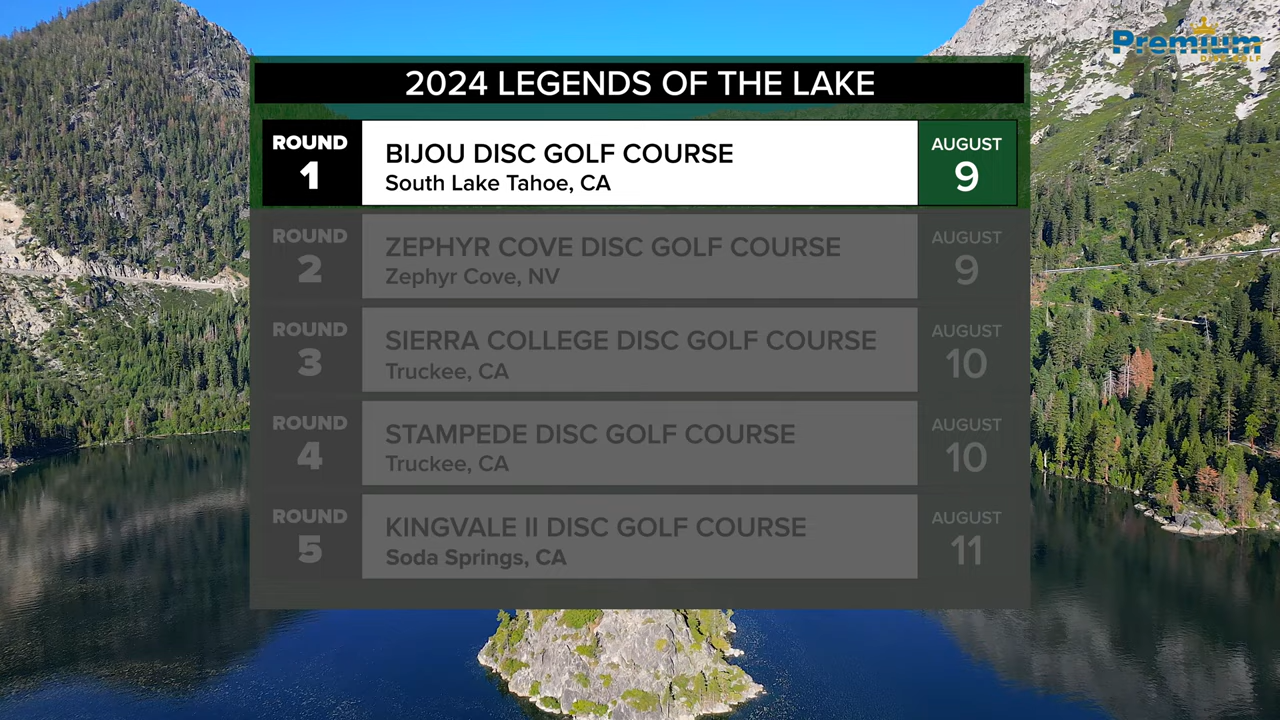 Premium
DISC GOLF
2024 LEGENDS OF THE LAKE
ROUND
1
BIJOU DISC GOLF COURSE
South Lake Tahoe, CA
AUGUST
9
ROUND
2
ZEPHYR COVE DISC GOLF COURSE
Zephyr Cove, NV
AUGUST
9
ROUND
3
SIERRA COLLEGE DISC GOLF COURSE
Truckee, CA
AUGUST
10
ROUND
4
STAMPEDE DISC GOLF COURSE
Truckee, CA
AUGUST
10
ROUND
5
KINGVALE II DISC GOLF COURSE
Soda Springs, CA
AUGUST
11